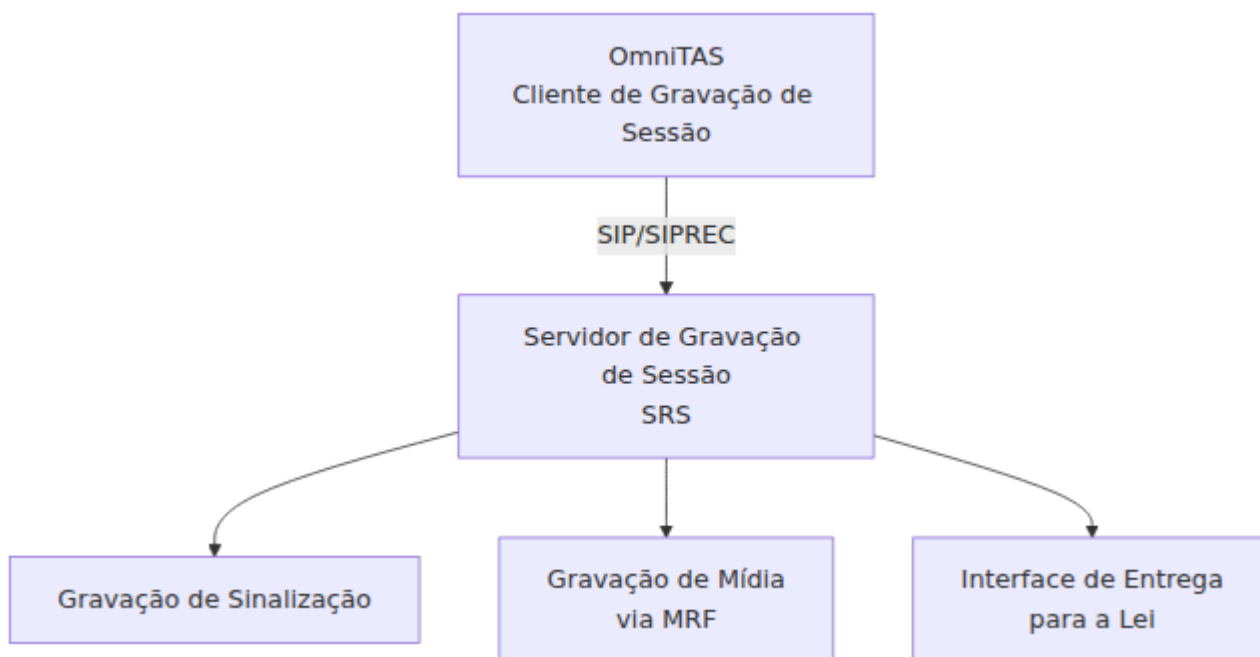 OmniTAS
Cliente de Gravação de
Sessão
SIP/SIPREC
Servidor de Gravação
de Sessão
SRS
Gravação de Sinalização
Gravação de Mídia
via MRF
Interface de Entrega
para a Lei